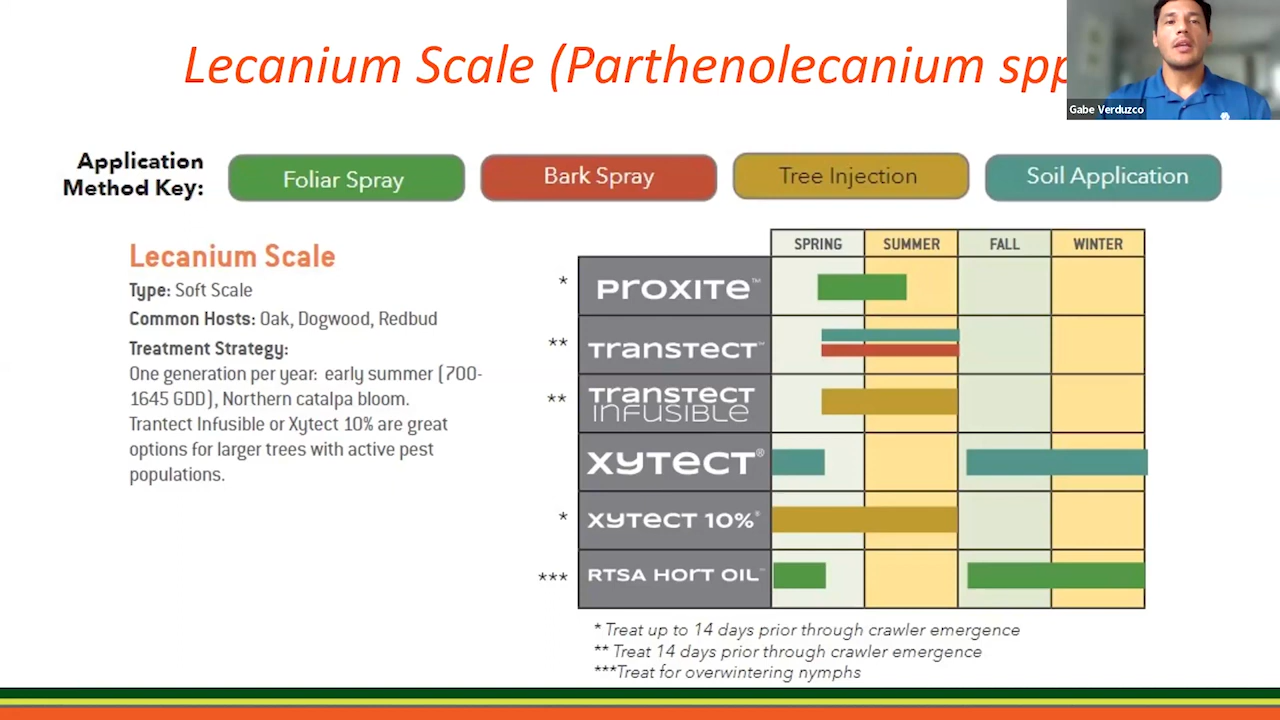 Lecanium Scale (Parthenolecanium spp
Gabe Verduzco
Application
Method Key:
Foliar Spray
Bark Spray
Tree Injection
Soil Application
Lecanium Scale
Type: Soft Scale
Common Hosts: Oak, Dogwood, Redbud
Treatment Strategy:
One generation per year: early summer (700-
1645 GDD), Northern catalpa bloom.
Trantect Infusible or Xytect 10% are great
options for larger trees with active pest
populations.
SPRING SUMMER FALL WINTER
* PROXITE™
** TRANSTECT™
** TRANSTECT
INFUSIBLE
XYTECT®
* XYTECT 10%®
*** RTSA HORT OIL™
* Treat up to 14 days prior through crawler emergence
** Treat 14 days prior through crawler emergence
***Treat for overwintering nymphs